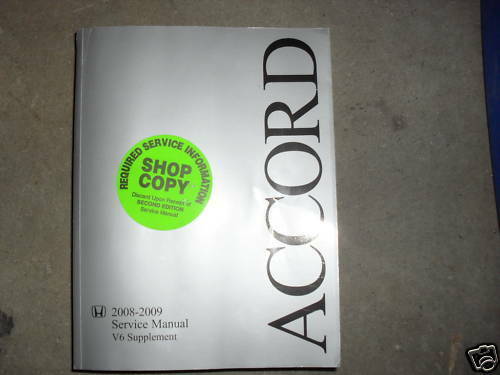 ACCORD
REQUIRED SERVICE INFORMATION
SHOP
COPY
Discard Upon Receipt of
SECOND EDITION
Service Manual
2008-2009
Service Manual
V6 Supplement